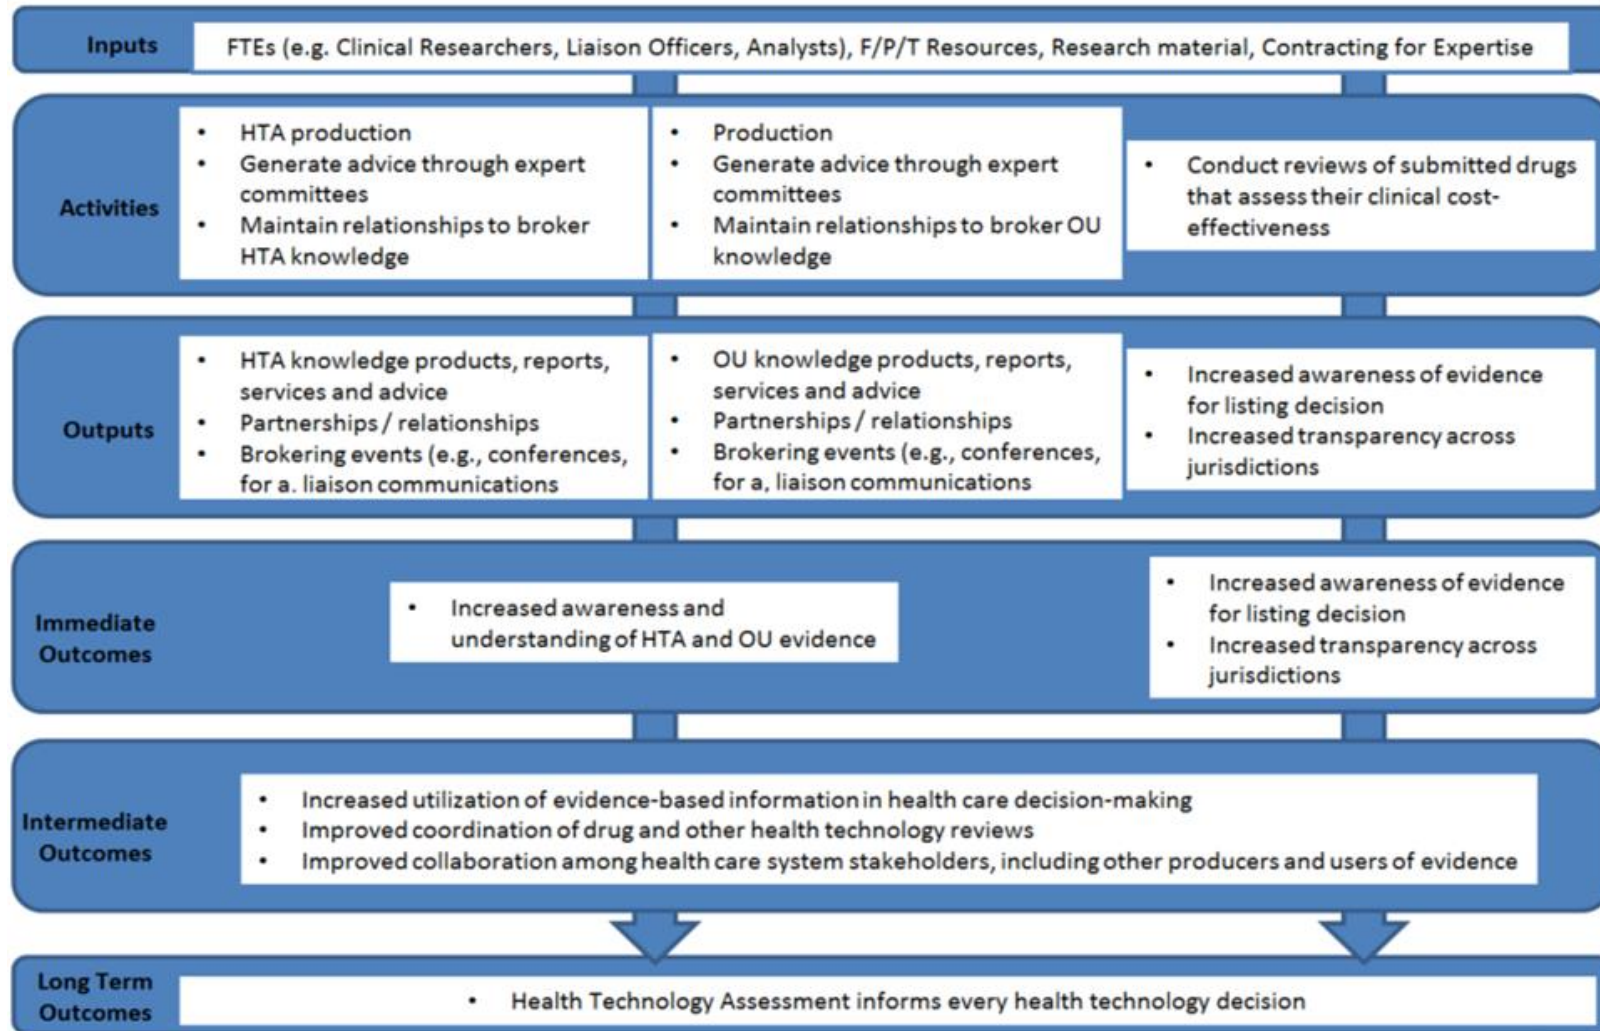 Inputs
FTEs (e.g. Clinical Researchers, Liaison Officers, Analysts), F/P/T Resources, Research material, Contracting for Expertise
Activities
• HTA production
• Generate advice through expert
committees
• Maintain relationships to broker
HTA knowledge
• Production
• Generate advice through expert
committees
• Maintain relationships to broker OU
knowledge
• Conduct reviews of submitted drugs
that assess their clinical cost-
effectiveness
Outputs
• HTA knowledge products, reports,
services and advice
• Partnerships / relationships
• Brokering events (e.g., conferences,
for a. liaison communications
• OU knowledge products, reports,
services and advice
• Partnerships / relationships
• Brokering events (e.g., conferences,
for a, liaison communications
• Increased awareness of evidence
for listing decision
• Increased transparency across
jurisdictions
Immediate
Outcomes
• Increased awareness and
understanding of HTA and OU evidence
• Increased awareness of evidence
for listing decision
• Increased transparency across
jurisdictions
Intermediate
Outcomes
• Increased utilization of evidence-based information in health care decision-making
• Improved coordination of drug and other health technology reviews
• Improved collaboration among health care system stakeholders, including other producers and users of evidence
Long Term
Outcomes
• Health Technology Assessment informs every health technology decision